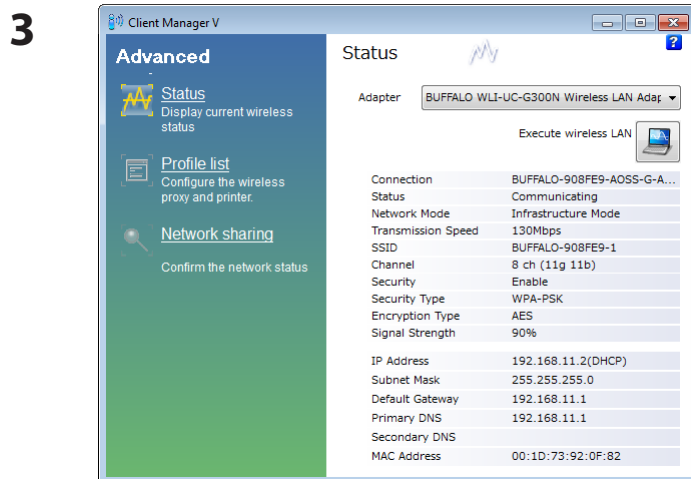 3
Client Manager V
Advanced
Status
Display current wireless
status
Profile list
Configure the wireless
proxy and printer.
Network sharing
Confirm the network status
Status
?
Adapter BUFFALO WLI-UC-G300N Wireless LAN Adap
Execute wireless LAN
Connection BUFFALO-908FE9-AOSS-G-A...
Status Communicating
Network Mode Infrastructure Mode
Transmission Speed 130Mbps
SSID BUFFALO-908FE9-1
Channel 8 ch (11g 11b)
Security Enable
Security Type WPA-PSK
Encryption Type AES
Signal Strength 90%
IP Address 192.168.11.2(DHCP)
Subnet Mask 255.255.255.0
Default Gateway 192.168.11.1
Primary DNS 192.168.11.1
Secondary DNS
MAC Address 00:1D:73:92:0F:82